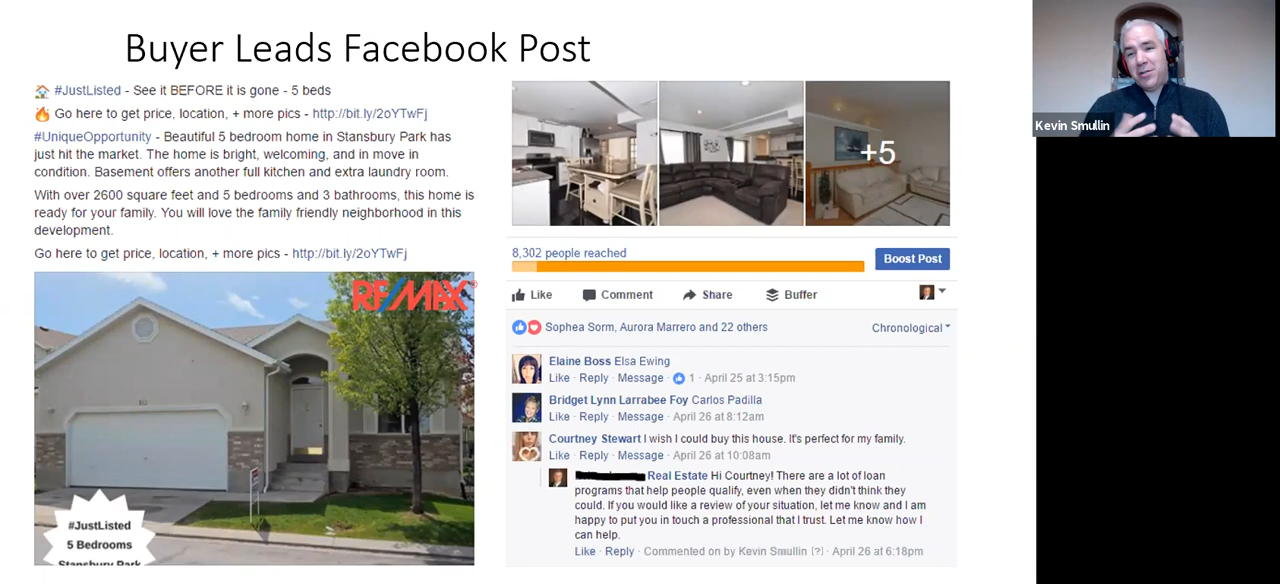 Buyer Leads Facebook Post
#JustListed - See it BEFORE it is gone - 5 beds
Go here to get price, location, + more pics - http://bit.ly/2oYTwFj
#UniqueOpportunity - Beautiful 5 bedroom home in Stansbury Park has
just hit the market. The home is bright, welcoming, and in move in
condition. Basement offers another full kitchen and extra laundry room.
With over 2600 square feet and 5 bedrooms and 3 bathrooms, this home is
ready for your family. You will love the family friendly neighborhood in this
development.
Go here to get price, location, + more pics - http://bit.ly/2oYTwFj
RE/MAX
#JustListed
5 Bedrooms
Stansbury Park
+5
8,302 people reached
Boost Post
Like Comment Share Buffer
Sophea Sorm, Aurora Marrero and 22 others
Chronological
Elaine Boss Elsa Ewing
Like · Reply · Message · 1 · April 25 at 3:15pm
Bridget Lynn Larrabee Foy Carlos Padilla
Like · Reply · Message · April 26 at 8:12am
Courtney Stewart I wish I could buy this house. It's perfect for my family.
Like · Reply · Message · April 26 at 10:08am
Real Estate Hi Courtney! There are a lot of loan
programs that help people qualify, even when they didn't think they
could. If you would like a review of your situation, let me know and I am
happy to put you in touch a professional that I trust. Let me know how I
can help.
Like · Reply · Commented on by Kevin Smullin [?] · April 26 at 6:18pm
Kevin Smullin